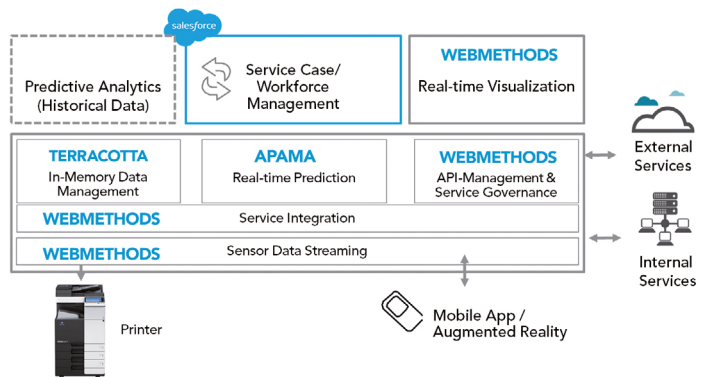 salesforce
Predictive Analytics
(Historical Data)
Service Case/
Workforce
Management
WEBMETHODS
Real-time Visualization
TERRACOTTA
In-Memory Data
Management
APAMA
Real-time Prediction
WEBMETHODS
API-Management &
Service Governance
WEBMETHODS Service Integration
WEBMETHODS Sensor Data Streaming
External
Services
Internal
Services
Printer
Mobile App /
Augmented Reality